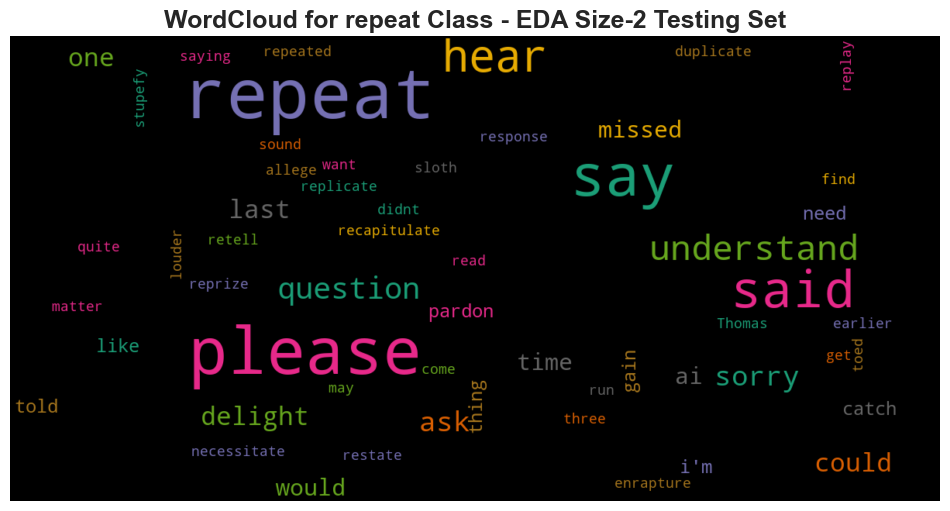 WordCloud for repeat Class - EDA Size-2 Testing Set
one
saying
repeated
hear
duplicate
replay
stupefy
repeat
sound
response
missed
allege
want
sloth
say
replicate
find
last
didnt
need
recapitulate
quite
louder
retell
understand
read
reprize
question
said
matter
pardon
Thomas
earlier
like
please
time
get
toed
come
gain
ai
sorry
may
run
told
thing
catch
delight
ask
three
necessitate
restate
i'm
could
would
enrapture